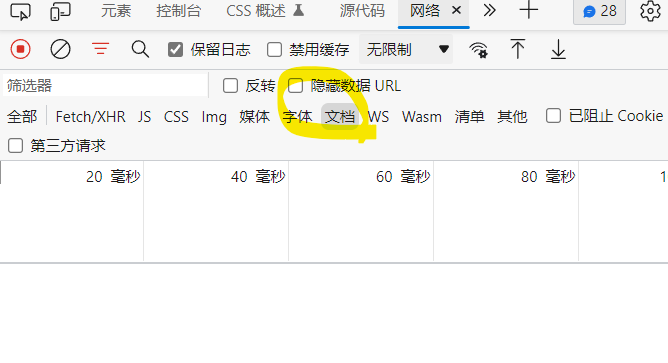 元素 控制台 CSS 概述 源代码 网络 28
保留日志 禁用缓存 无限制
筛选器 反转 隐藏数据 URL
全部 Fetch/XHR JS CSS Img 媒体 字体 文档 WS Wasm 清单 其他 已阻止 Cookie
第三方请求
20 毫秒 40 毫秒 60 毫秒 80 毫秒 1